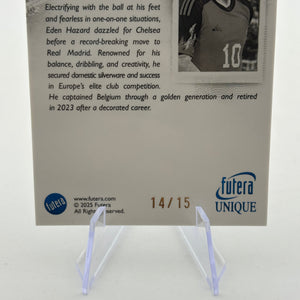 Electrifying with the ball at his feet
and fearless in one-on-one situations,
Eden Hazard dazzled for Chelsea
before a record-breaking move to
Real Madrid. Renowned for his
balance, dribbling, and creativity, he
secured domestic silverware and success
in Europe's elite club competition.
He captained Belgium through a golden generation and retired
in 2023 after a decorated career.
10
futera
www.futera.com
© 2025 Futera
All Rights Reserved.
14/15
futera
UNIQUE